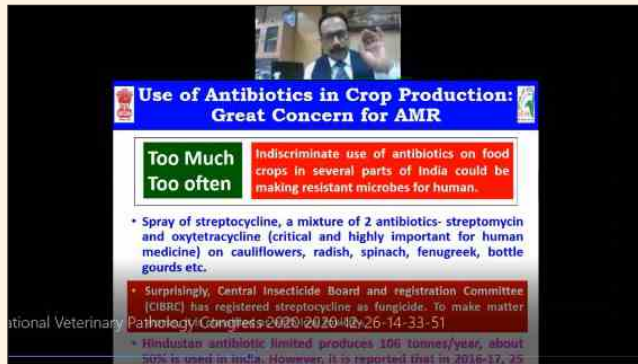 Use of Antibiotics in Crop Production:
Great Concern for AMR
Too Much
Too often
Indiscriminate use of antibiotics on food
crops in several parts of India could be
making resistant microbes for human.
• Spray of streptocycline, a mixture of 2 antibiotics- streptomycin
and oxytetracycline (critical and highly important for human
medicine) on cauliflowers, radish, spinach, fenugreek, bottle
gourds etc.
• Surprisingly, Central Insecticide Board and registration Committee
(CIBRC) has registered streptocycline as fungicide. To make matter
ational Veterinary Pathology Congress 2020 2020-12-26-14-33-51
• Hindustan antibiotic limited produces 106 tonnes/year, about
50% is used in India. However, it is reported that in 2016-17, 25